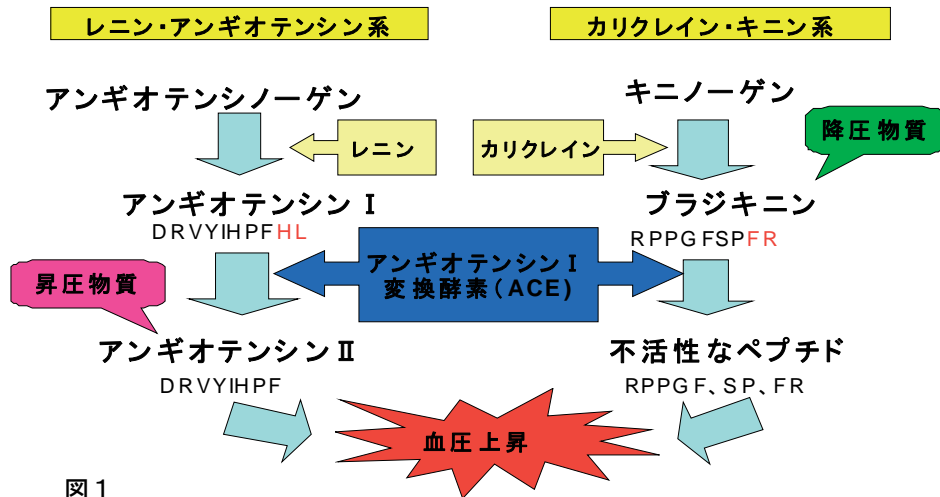 レニン・アンギオテンシン系
カリクレイン・キニン系
アンギオテンシノーゲン
キニノーゲン
降圧物質
レニン
カリクレイン
アンギオテンシンⅠ
DRVYIHPFHL
ブラジキニン
RPPGFSPFR
アンギオテンシンⅠ
変換酵素(ACE)
昇圧物質
アンギオテンシンⅡ
DRVYIHPF
不活性なペプチド
RPPGF、SP、FR
血圧上昇
図1